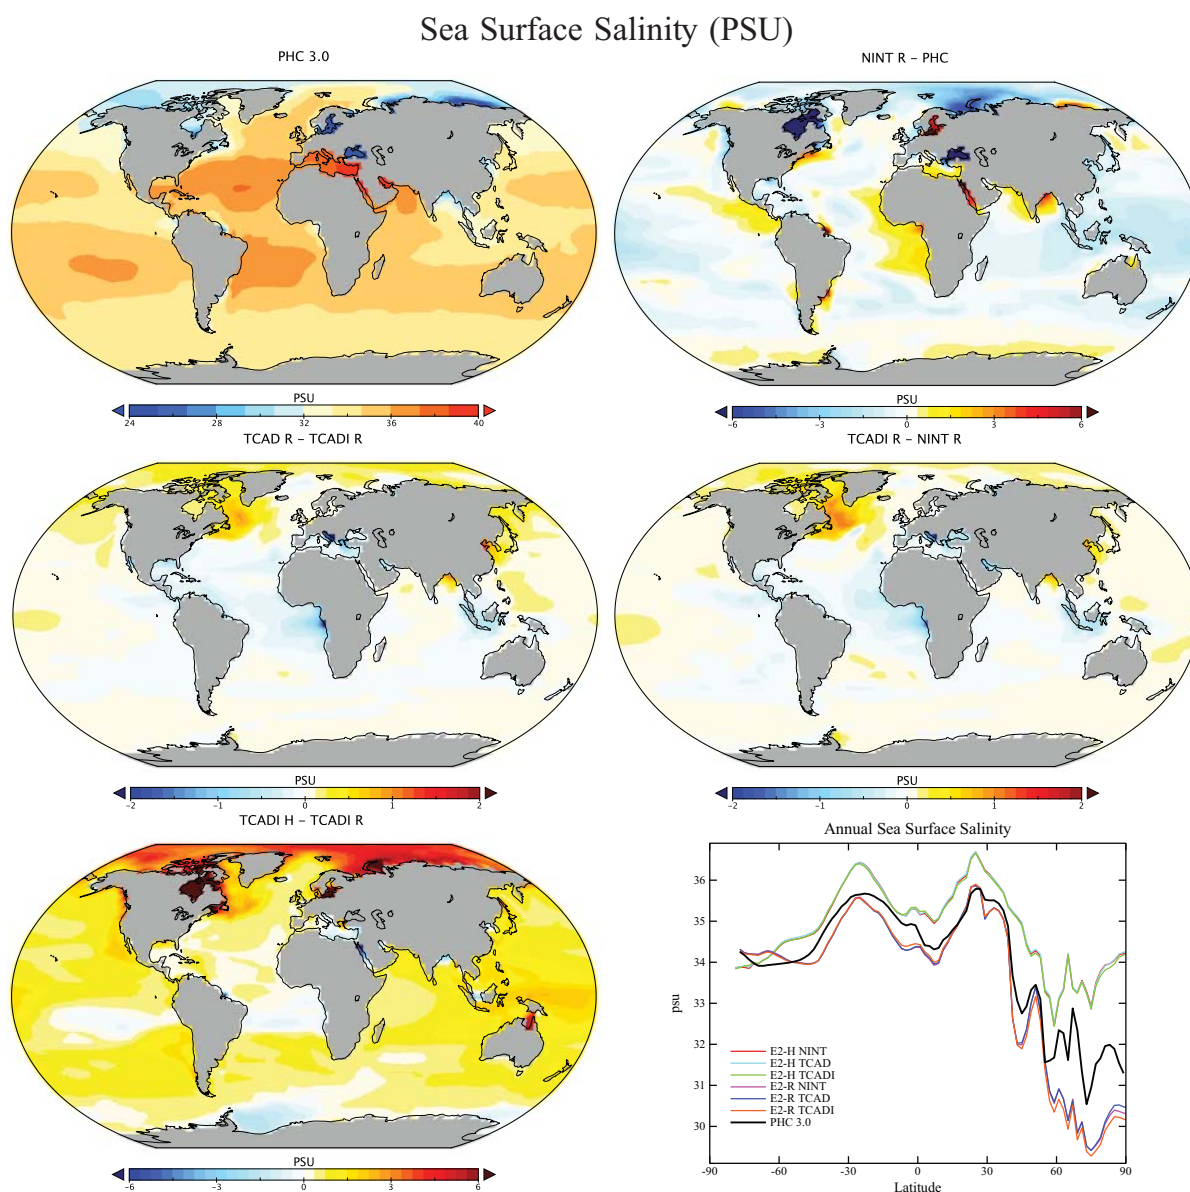 Sea Surface Salinity (PSU)
PHC 3.0
NINT R – PHC
PSU
24 28 32 36 40
PSU
-6 -3 0 3 6
TCAD R – TCADI R
TCADI R – NINT R
PSU
-2 -1 0 1 2
PSU
-2 -1 0 1 2
TCADI H – TCADI R
PSU
-6 -3 0 3 6
Annual Sea Surface Salinity
36
35
34
33
32
31
30
psu
E2-H NINT
E2-H TCAD
E2-H TCADI
E2-R NINT
E2-R TCAD
E2-R TCADI
PHC 3.0
-90 -60 -30 0 30 60 90
Latitude